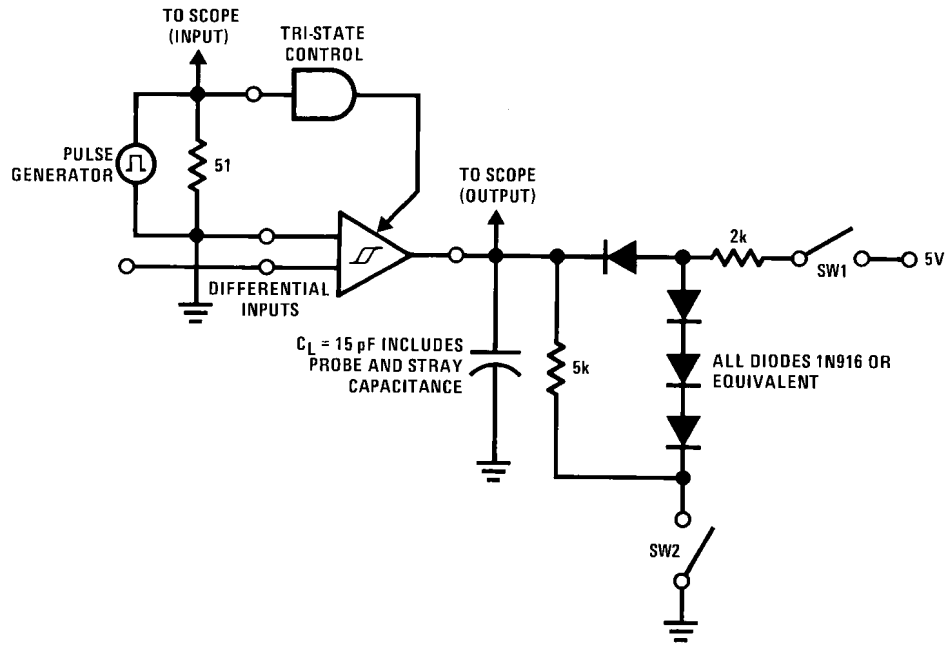 TO SCOPE
(INPUT)
TRI-STATE
CONTROL
PULSE
GENERATOR
51
TO SCOPE
(OUTPUT)
2k
SW1
5V
DIFFERENTIAL
INPUTS
CL = 15 pF INCLUDES
PROBE AND STRAY
CAPACITANCE
5k
ALL DIODES 1N916 OR
EQUIVALENT
SW2